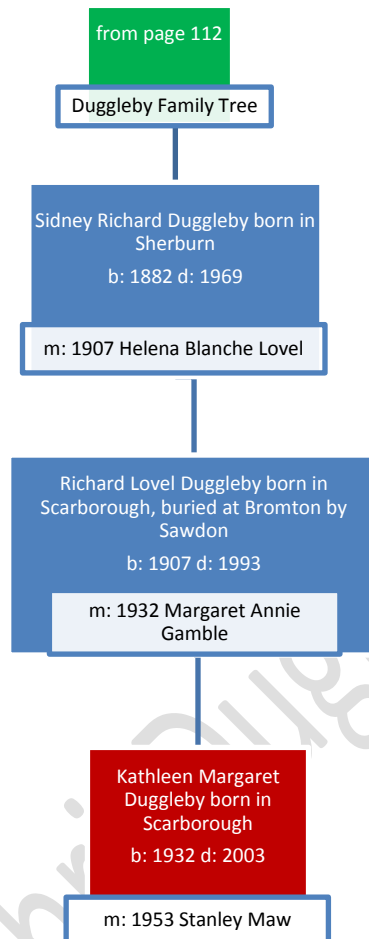 from page 112
Duggleby Family Tree
Sidney Richard Duggleby born in
Sherburn
b: 1882 d: 1969
m: 1907 Helena Blanche Lovel
Richard Lovel Duggleby born in
Scarborough, buried at Bromton by
Sawdon
b: 1907 d: 1993
m: 1932 Margaret Annie
Gamble
Kathleen Margaret
Duggleby born in
Scarborough
b: 1932 d: 2003
m: 1953 Stanley Maw